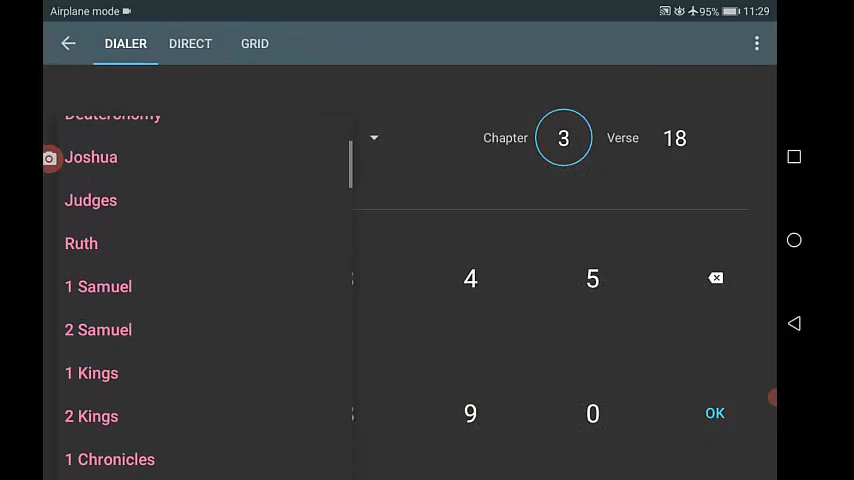 Airplane mode
95% 11:29
DIALER DIRECT GRID
Deuteronomy
Joshua
Judges
Ruth
1 Samuel
2 Samuel
1 Kings
2 Kings
1 Chronicles
Chapter 3 Verse 18
4 5
9 0 OK